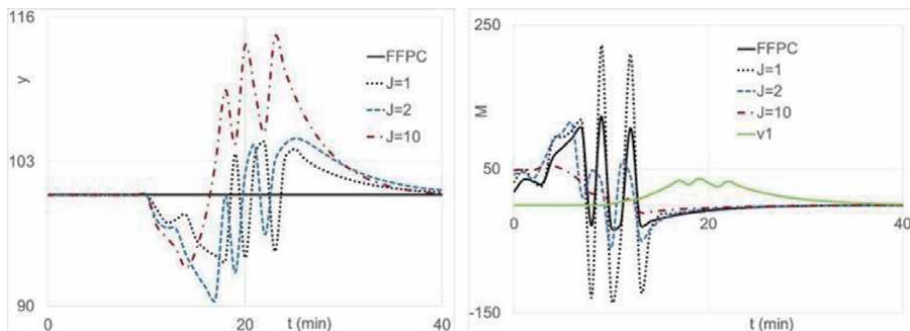 116
y
103
90
0
20
t (min)
40
FFPC
J=1
J=2
J=10
250
M
50
-150
0
20
t (min)
40
FFPC
J=1
J=2
J=10
v1